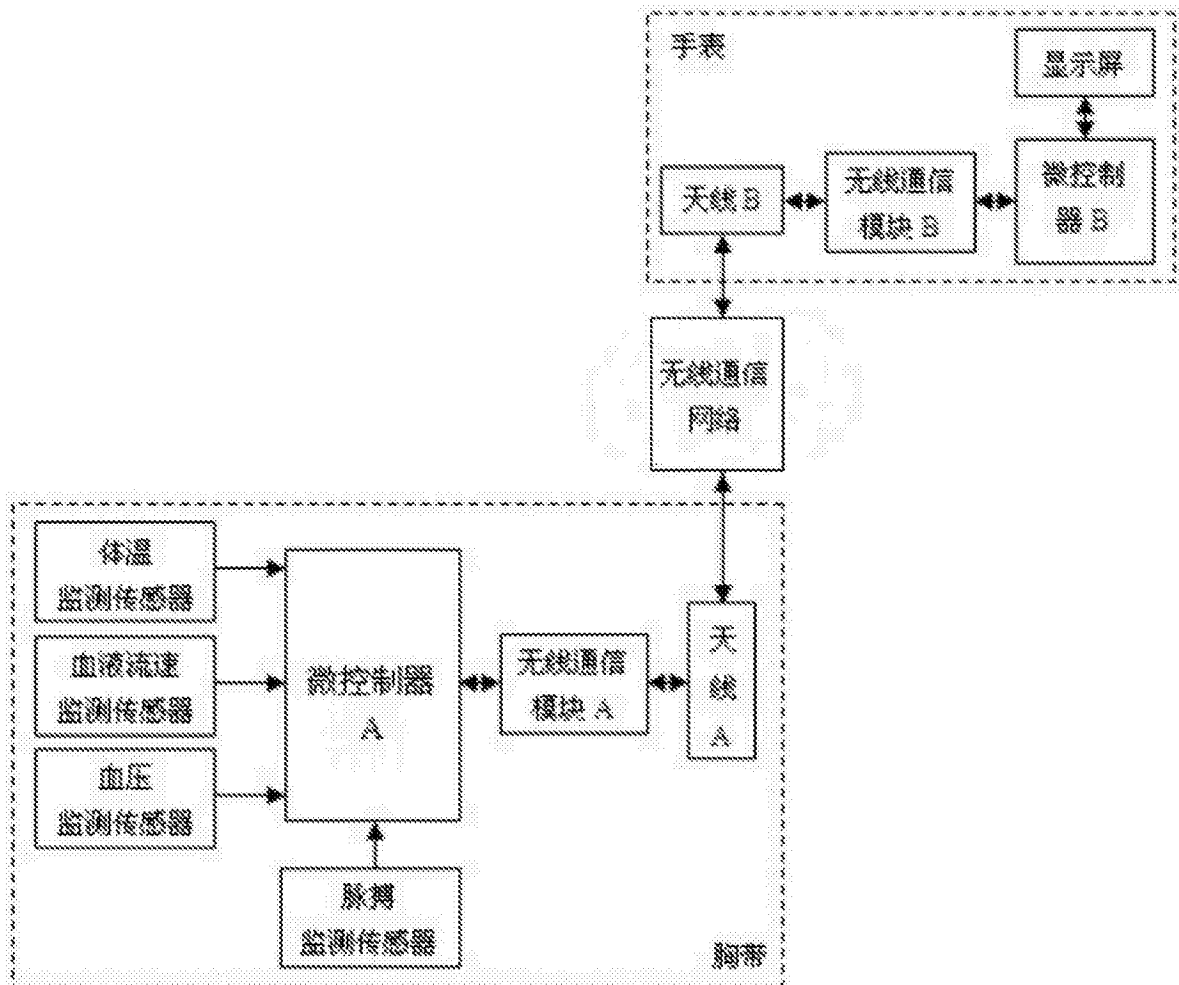 手表
显示屏
天线 B
无线通信
模块 B
微控制
器 B
无线通信
网络
体温
监测传感器
血液流速
监测传感器
血压
监测传感器
微控制器
A
无线通信
模块 A
天
线
A
脉搏
监测传感器
胸带